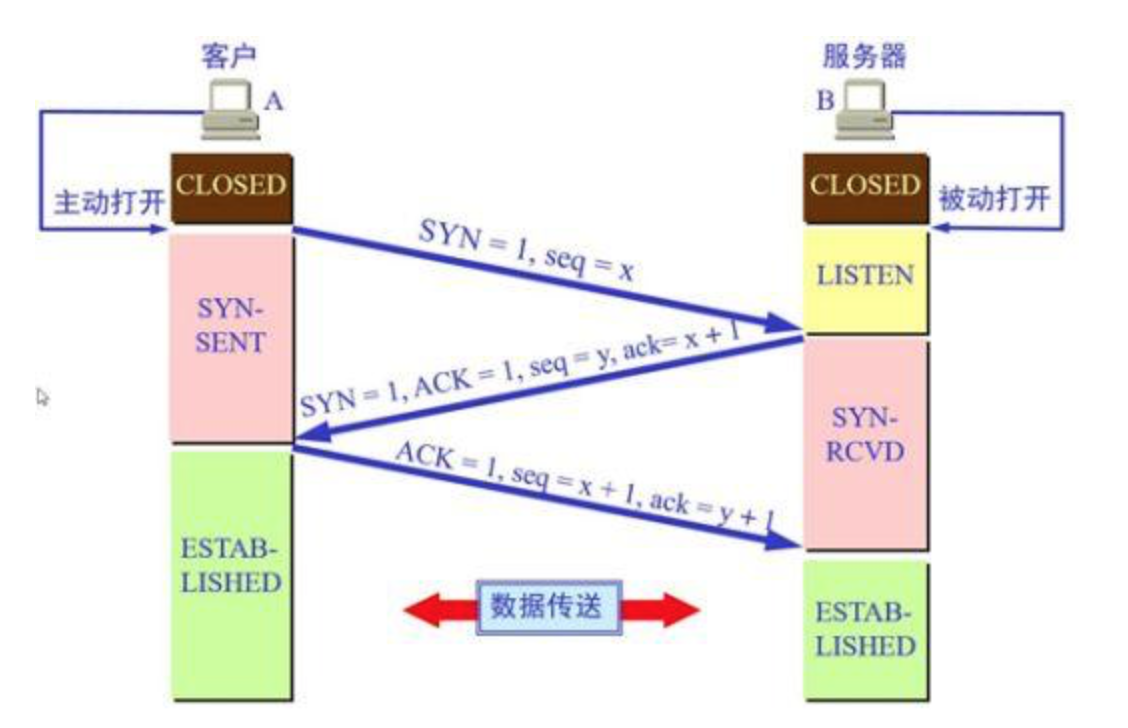 客户
服务器
A
B
CLOSED
CLOSED
主动打开
被动打开
SYN = 1, seq = x
LISTEN
SYN-
SENT
SYN = 1, ACK = 1, seq = y, ack= x + 1
SYN-
RCVD
ACK = 1, seq = x + 1, ack = y + 1
ESTAB-
LISHED
数据传送
ESTAB-
LISHED